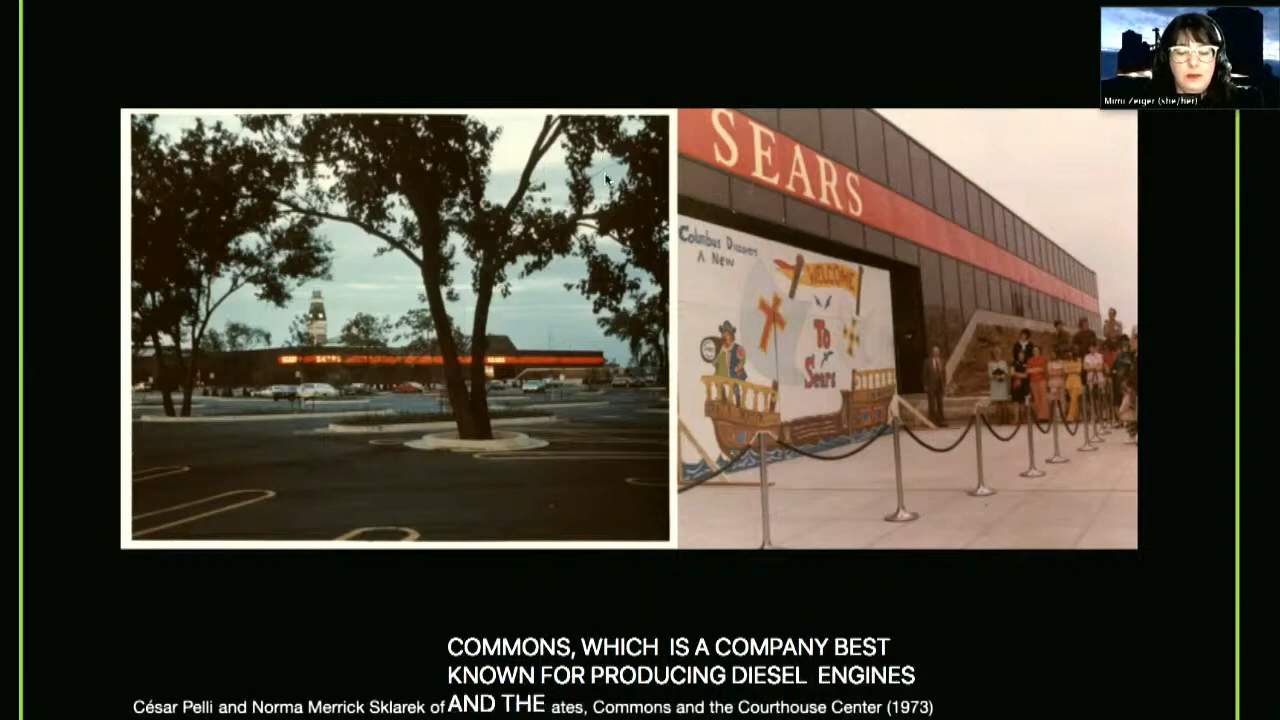 Mimi Zeiger (she/her)
SEARS
Columbus Discovers
A New
WELCOME
To
Sears
SEARS
COMMONS, WHICH IS A COMPANY BEST
KNOWN FOR PRODUCING DIESEL ENGINES
AND THE
César Pelli and Norma Merrick Sklarek of ates, Commons and the Courthouse Center (1973)